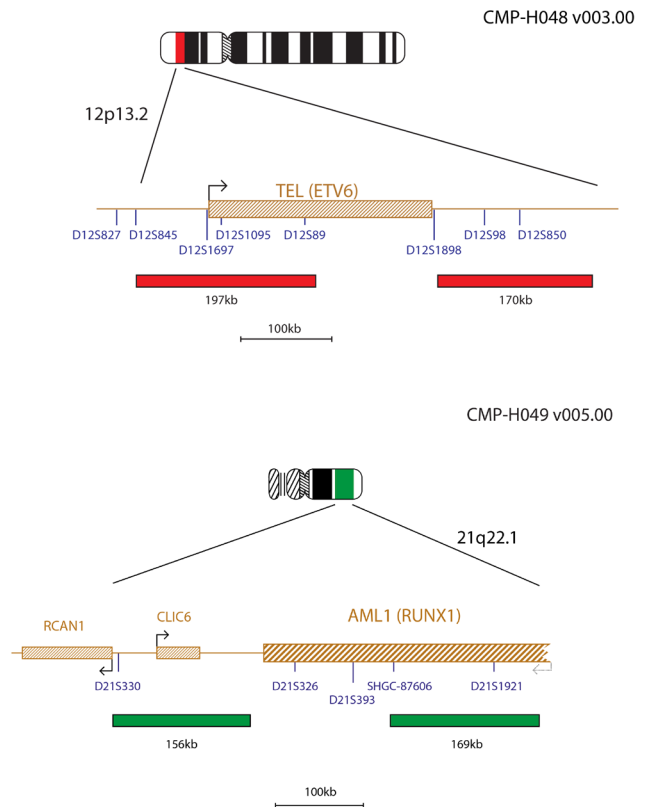 CMP-H048 v003.00
12p13.2
TEL (ETV6)
D12S827 D12S845 D12S1095 D12S89 D12S98 D12S850
D12S1697 D12S1898
197kb 170kb
100kb
CMP-H049 v005.00
21q22.1
RCAN1 CLIC6 AML1 (RUNX1)
D21S330 D21S326 SHGC-87606 D21S1921
D21S393
156kb 169kb
100kb